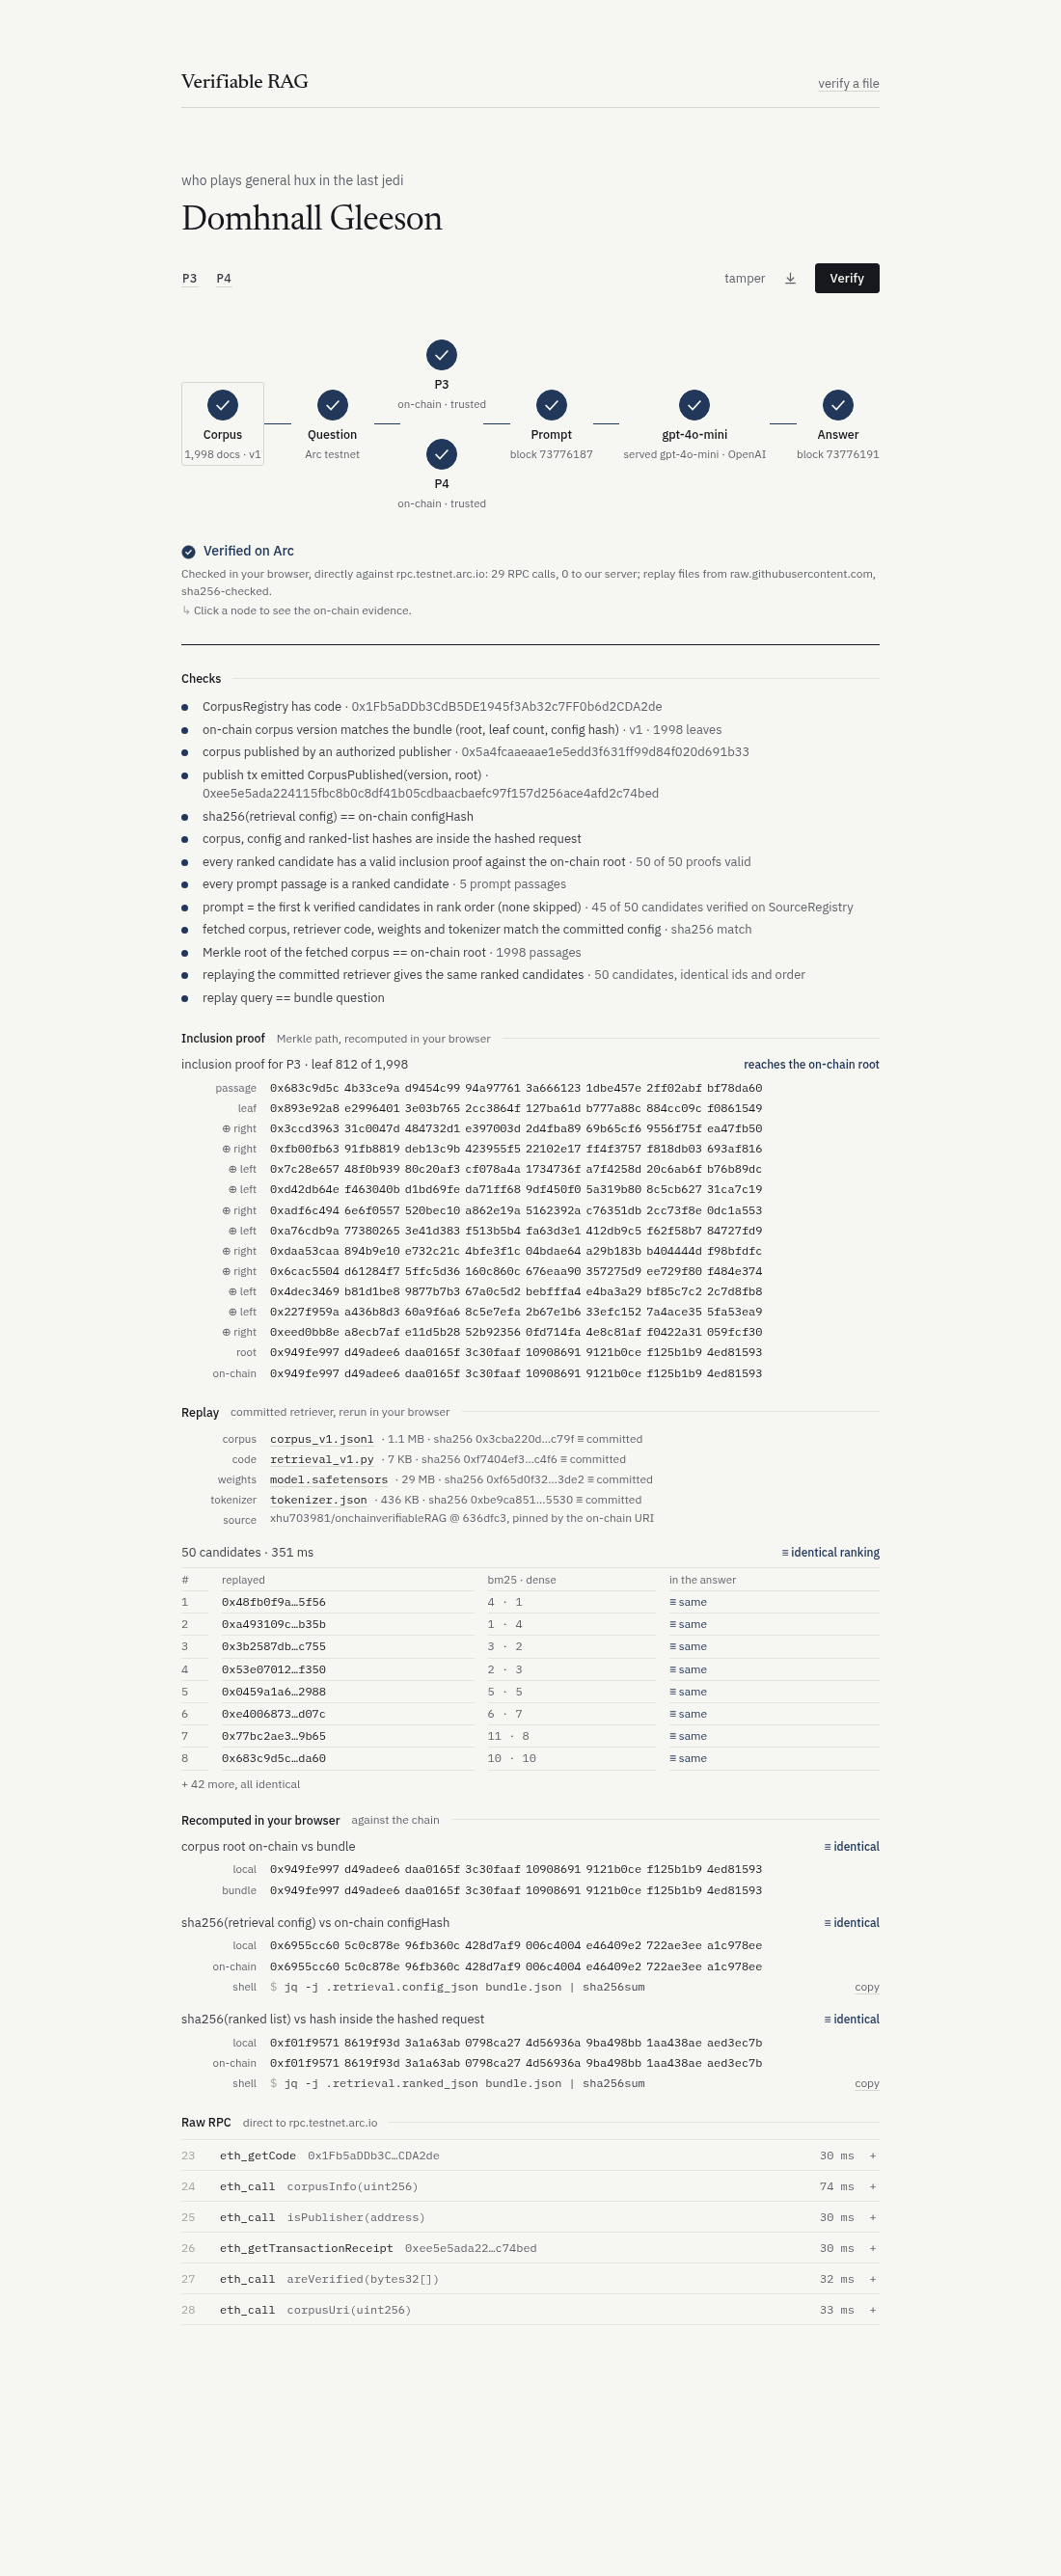 Verifiable RAG
verify a file
who plays general hux in the last jedi
Domhnall Gleeson
P3 P4
tamper Verify
P3
on-chain · trusted
Corpus
1,998 docs · v1
Question
Arc testnet
P4
on-chain · trusted
Prompt
block 73776187
gpt-4o-mini
served gpt-4o-mini · OpenAI
Answer
block 73776191
Verified on Arc
Checked in your browser, directly against rpc.testnet.arc.io: 29 RPC calls, 0 to our server; replay files from raw.githubusercontent.com,
sha256-checked.
↳ Click a node to see the on-chain evidence.
Checks
CorpusRegistry has code · 0x1Fb5aDDb3CdB5DE1945f3Ab32c7FF0b6d2CDA2de
on-chain corpus version matches the bundle (root, leaf count, config hash) · v1 · 1998 leaves
corpus published by an authorized publisher · 0x5a4fcaaeaae1e5edd3f631ff99d84f020d691b33
publish tx emitted CorpusPublished(version, root) ·
0xee5e5ada224115fbc8b0c8df41b05cdbaacbaefc97f157d256ace4afd2c74bed
sha256(retrieval config) == on-chain configHash
corpus, config and ranked-list hashes are inside the hashed request
every ranked candidate has a valid inclusion proof against the on-chain root · 50 of 50 proofs valid
every prompt passage is a ranked candidate · 5 prompt passages
prompt = the first k verified candidates in rank order (none skipped) · 45 of 50 candidates verified on SourceRegistry
fetched corpus, retriever code, weights and tokenizer match the committed config · sha256 match
Merkle root of the fetched corpus == on-chain root · 1998 passages
replaying the committed retriever gives the same ranked candidates · 50 candidates, identical ids and order
replay query == bundle question
Inclusion proof Merkle path, recomputed in your browser
inclusion proof for P3 · leaf 812 of 1,998 reaches the on-chain root
passage 0x683c9d5c 4b33ce9a d9454c99 94a97761 3a666123 1dbe457e 2ff02abf bf78da60
leaf 0x893e92a8 e2996401 3e03b765 2cc3864f 127ba61d b777a88c 884cc09c f0861549
⊕ right 0x3ccd3963 31c0047d 484732d1 e397003d 2d4fba89 69b65cf6 9556f75f ea47fb50
⊕ right 0xfb00fb63 91fb8819 deb13c9b 423955f5 22102e17 ff4f3757 f818db03 693af816
⊕ left 0x7c28e657 48f0b939 80c20af3 cf078a4a 1734736f a7f4258d 20c6ab6f b76b89dc
⊕ left 0xd42db64e f463040b d1bd69fe da71ff68 9df450f0 5a319b80 8c5cb627 31ca7c19
⊕ right 0xadf6c494 6e6f0557 520bec10 a862e19a 5162392a c76351db 2cc73f8e 0dc1a553
⊕ left 0xa76cdb9a 77380265 3e41d383 f513b5b4 fa63d3e1 412db9c5 f62f58b7 84727fd9
⊕ right 0xdaa53caa 894b9e10 e732c21c 4bfe3f1c 04bdae64 a29b183b b404444d f98bfdfc
⊕ right 0x6cac5504 d61284f7 5ffc5d36 160c860c 676eaa90 357275d9 ee729f80 f484e374
⊕ left 0x4dec3469 b81d1be8 9877b7b3 67a0c5d2 bebfffa4 e4ba3a29 bf85c7c2 2c7d8fb8
⊕ left 0x227f959a a436b8d3 60a9f6a6 8c5e7efa 2b67e1b6 33efc152 7a4ace35 5fa53ea9
⊕ right 0xeed0bb8e a8ecb7af e11d5b28 52b92356 0fd714fa 4e8c81af f0422a31 059fcf30
root 0x949fe997 d49adee6 daa0165f 3c30faaf 10908691 9121b0ce f125b1b9 4ed81593
on-chain 0x949fe997 d49adee6 daa0165f 3c30faaf 10908691 9121b0ce f125b1b9 4ed81593
Replay committed retriever, rerun in your browser
corpus corpus_v1.jsonl · 1.1 MB · sha256 0x3cba220d…c79f ≡ committed
code retrieval_v1.py · 7 KB · sha256 0xf7404ef3…c4f6 ≡ committed
weights model.safetensors · 29 MB · sha256 0xf65d0f32…3de2 ≡ committed
tokenizer tokenizer.json · 436 KB · sha256 0xbe9ca851…5530 ≡ committed
source xhu703981/onchainverifiableRAG @ 636dfc3, pinned by the on-chain URI
50 candidates · 351 ms ≡ identical ranking
# replayed bm25 · dense in the answer
1 0x48fb0f9a…5f56 4 · 1 ≡ same
2 0xa493109c…b35b 1 · 4 ≡ same
3 0x3b2587db…c755 3 · 2 ≡ same
4 0x53e07012…f350 2 · 3 ≡ same
5 0x0459a1a6…2988 5 · 5 ≡ same
6 0xe4006873…d07c 6 · 7 ≡ same
7 0x77bc2ae3…9b65 11 · 8 ≡ same
8 0x683c9d5c…da60 10 · 10 ≡ same
+ 42 more, all identical
Recomputed in your browser against the chain
corpus root on-chain vs bundle ≡ identical
local 0x949fe997 d49adee6 daa0165f 3c30faaf 10908691 9121b0ce f125b1b9 4ed81593
bundle 0x949fe997 d49adee6 daa0165f 3c30faaf 10908691 9121b0ce f125b1b9 4ed81593
sha256(retrieval config) vs on-chain configHash ≡ identical
local 0x6955cc60 5c0c878e 96fb360c 428d7af9 006c4004 e46409e2 722ae3ee a1c978ee
on-chain 0x6955cc60 5c0c878e 96fb360c 428d7af9 006c4004 e46409e2 722ae3ee a1c978ee
shell $ jq -j .retrieval.config_json bundle.json | sha256sum copy
sha256(ranked list) vs hash inside the hashed request ≡ identical
local 0xf01f9571 8619f93d 3a1a63ab 0798ca27 4d56936a 9ba498bb 1aa438ae aed3ec7b
on-chain 0xf01f9571 8619f93d 3a1a63ab 0798ca27 4d56936a 9ba498bb 1aa438ae aed3ec7b
shell $ jq -j .retrieval.ranked_json bundle.json | sha256sum copy
Raw RPC direct to rpc.testnet.arc.io
23 eth_getCode 0x1Fb5aDDb3C…CDA2de 30 ms +
24 eth_call corpusInfo(uint256) 74 ms +
25 eth_call isPublisher(address) 30 ms +
26 eth_getTransactionReceipt 0xee5e5ada22…c74bed 30 ms +
27 eth_call areVerified(bytes32[]) 32 ms +
28 eth_call corpusUri(uint256) 33 ms +